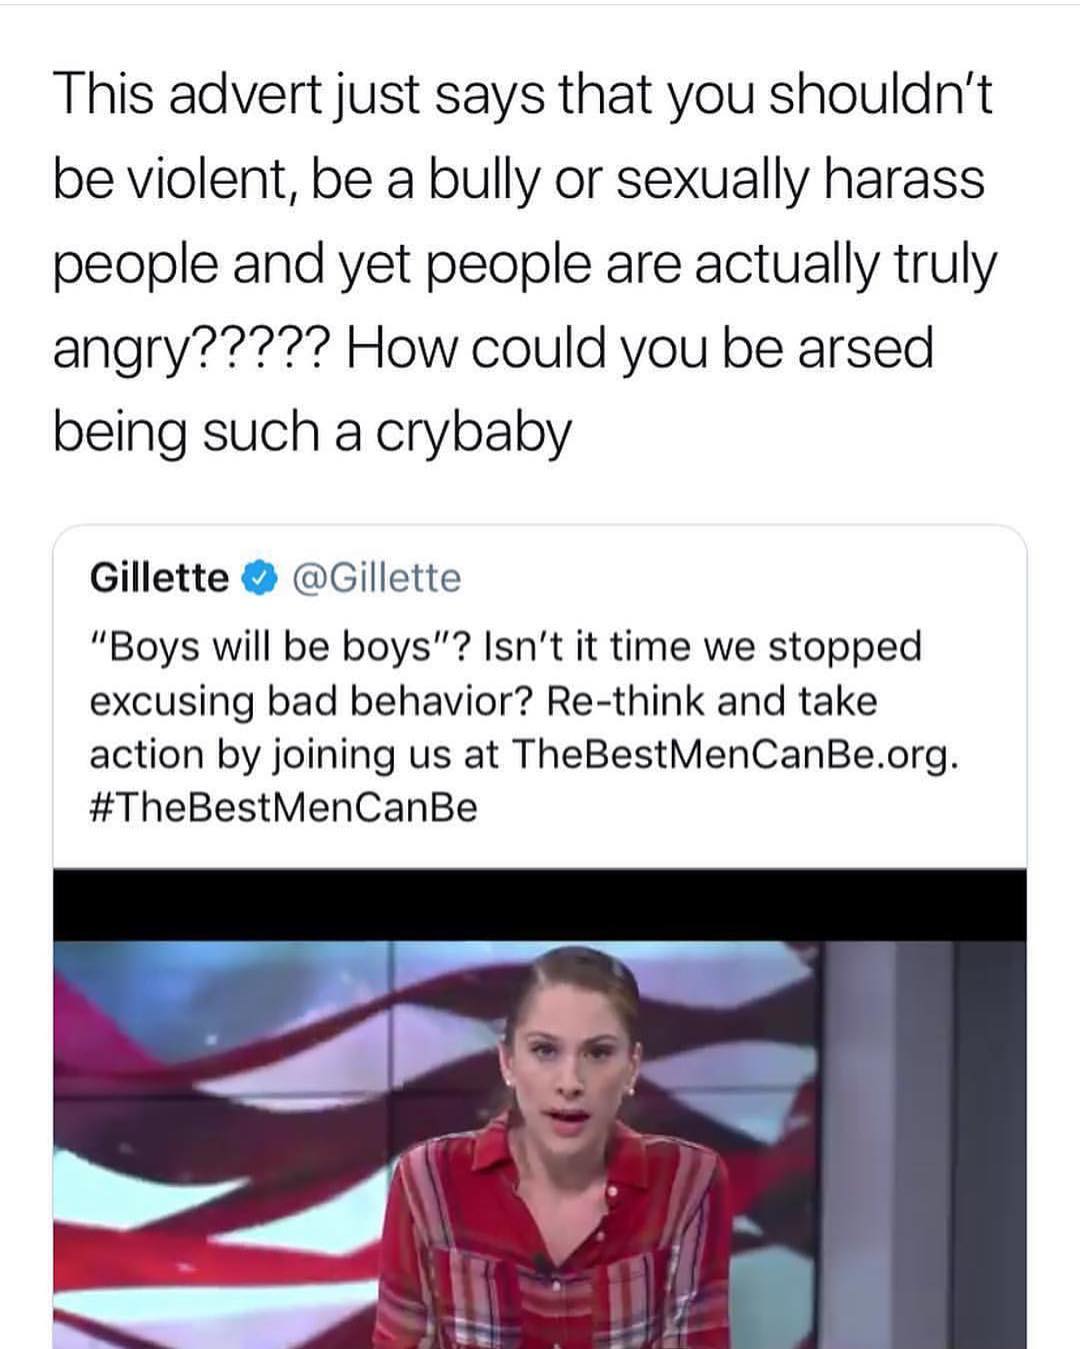 This advert just says that you shouldn't
be violent, be a bully or sexually harass
people and yet people are actually truly
angry????? How could you be arsed
being such a crybaby
Gillette @Gillette
"Boys will be boys"? Isn't it time we stopped
excusing bad behavior? Re-think and take
action by joining us at TheBestMenCanBe.org.
#TheBestMenCanBe